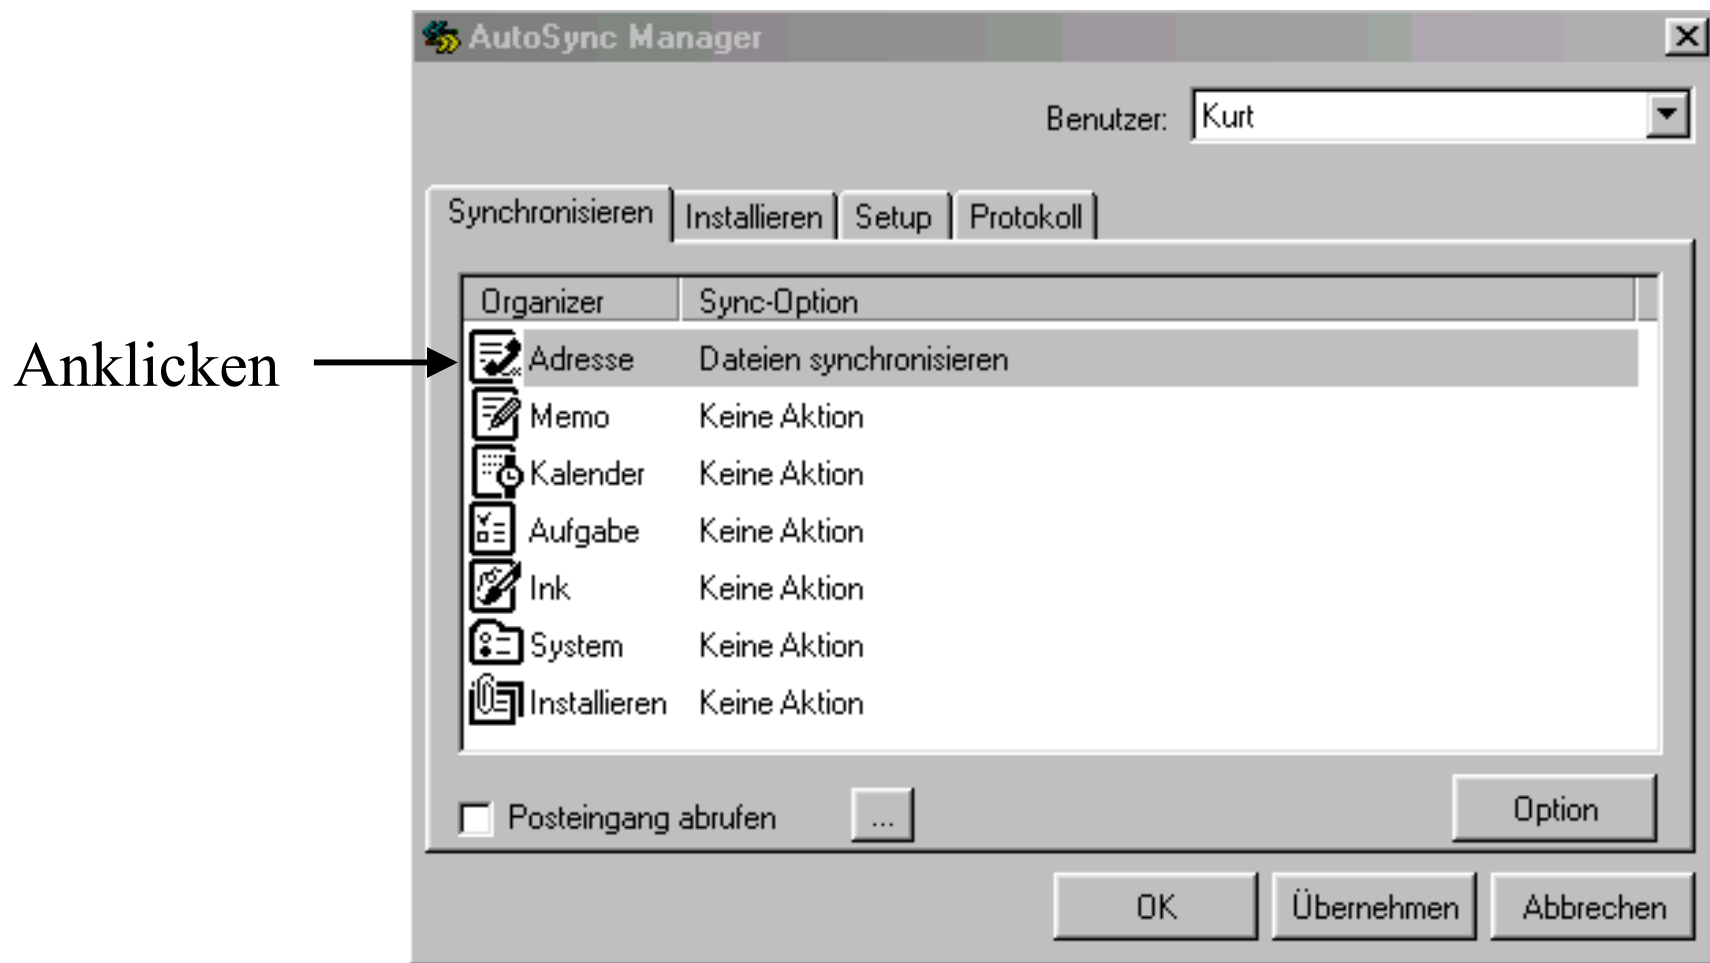 AutoSync Manager
Benutzer: Kurt
Synchronisieren Installieren Setup Protokoll
Organizer Sync-Option
Anklicken
Adresse Dateien synchronisieren
Memo Keine Aktion
Kalender Keine Aktion
Aufgabe Keine Aktion
Ink Keine Aktion
System Keine Aktion
Installieren Keine Aktion
Posteingang abrufen ... Option
OK Übernehmen Abbrechen